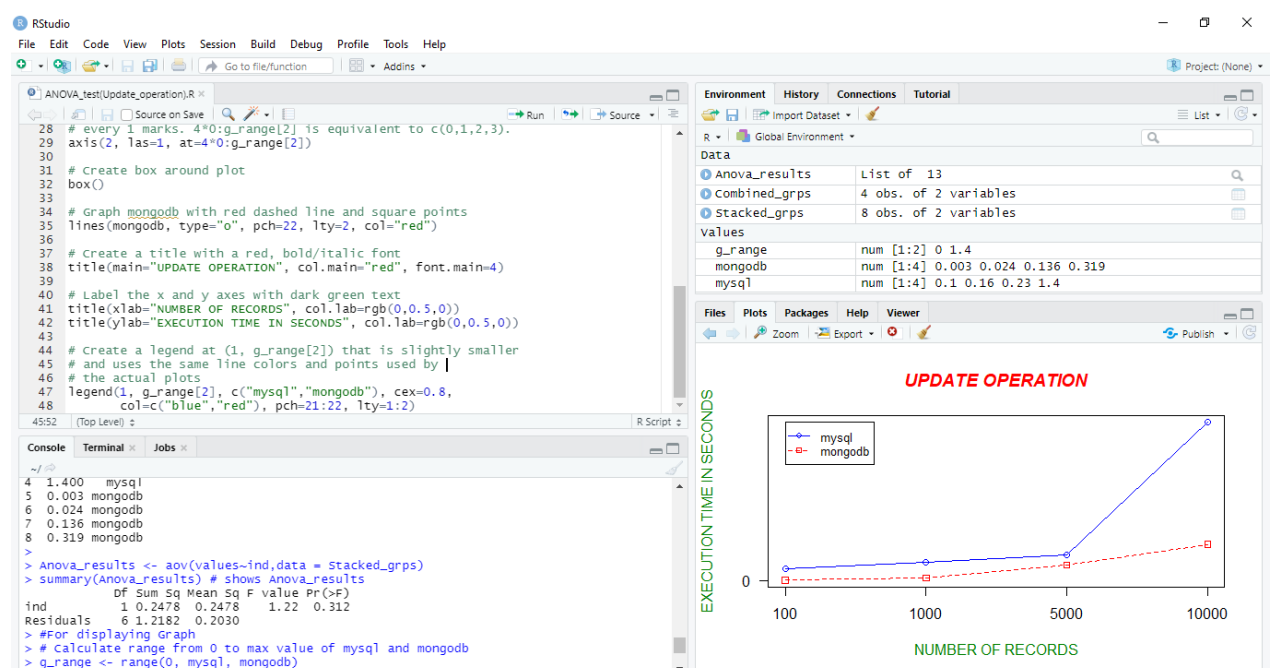 RStudio
File Edit Code View Plots Session Build Debug Profile Tools Help
Go to file/function Addins Project: (None)
ANOVA_test(Update_operation).R
Source on Save Run Source
28 # every 1 marks. 4*0:g_range[2] is equivalent to c(0,1,2,3).
29 axis(2, las=1, at=4*0:g_range[2])
30
31 # Create box around plot
32 box()
33
34 # Graph mongodb with red dashed line and square points
35 lines(mongodb, type="o", pch=22, lty=2, col="red")
36
37 # Create a title with a red, bold/italic font
38 title(main="UPDATE OPERATION", col.main="red", font.main=4)
39
40 # Label the x and y axes with dark green text
41 title(xlab="NUMBER OF RECORDS", col.lab=rgb(0,0.5,0))
42 title(ylab="EXECUTION TIME IN SECONDS", col.lab=rgb(0,0.5,0))
43
44 # Create a legend at (1, g_range[2]) that is slightly smaller
45 # and uses the same line colors and points used by
46 # the actual plots
47 legend(1, g_range[2], c("mysql","mongodb"), cex=0.8,
48 col=c("blue","red"), pch=21:22, lty=1:2)
45:52 (Top Level) R Script
Console Terminal Jobs
~/
4 1.400 mysql
5 0.003 mongodb
6 0.024 mongodb
7 0.136 mongodb
8 0.319 mongodb
>
> Anova_results <- aov(values~ind,data = Stacked_grps)
> summary(Anova_results) # shows Anova_results
Df Sum Sq Mean Sq F value Pr(>F)
ind 1 0.2478 0.2478 1.22 0.312
Residuals 6 1.2182 0.2030
> #For displaying Graph
> # Calculate range from 0 to max value of mysql and mongodb
> g_range <- range(0, mysql, mongodb)
Environment History Connections Tutorial
Import Dataset List
R Global Environment
Data
Anova_results List of 13
Combined_grps 4 obs. of 2 variables
Stacked_grps 8 obs. of 2 variables
Values
g_range num [1:2] 0 1.4
mongodb num [1:4] 0.003 0.024 0.136 0.319
mysql num [1:4] 0.1 0.16 0.23 1.4
Files Plots Packages Help Viewer
Zoom Export Publish
UPDATE OPERATION
mysql
mongodb
EXECUTION TIME IN SECONDS
0
100 1000 5000 10000
NUMBER OF RECORDS